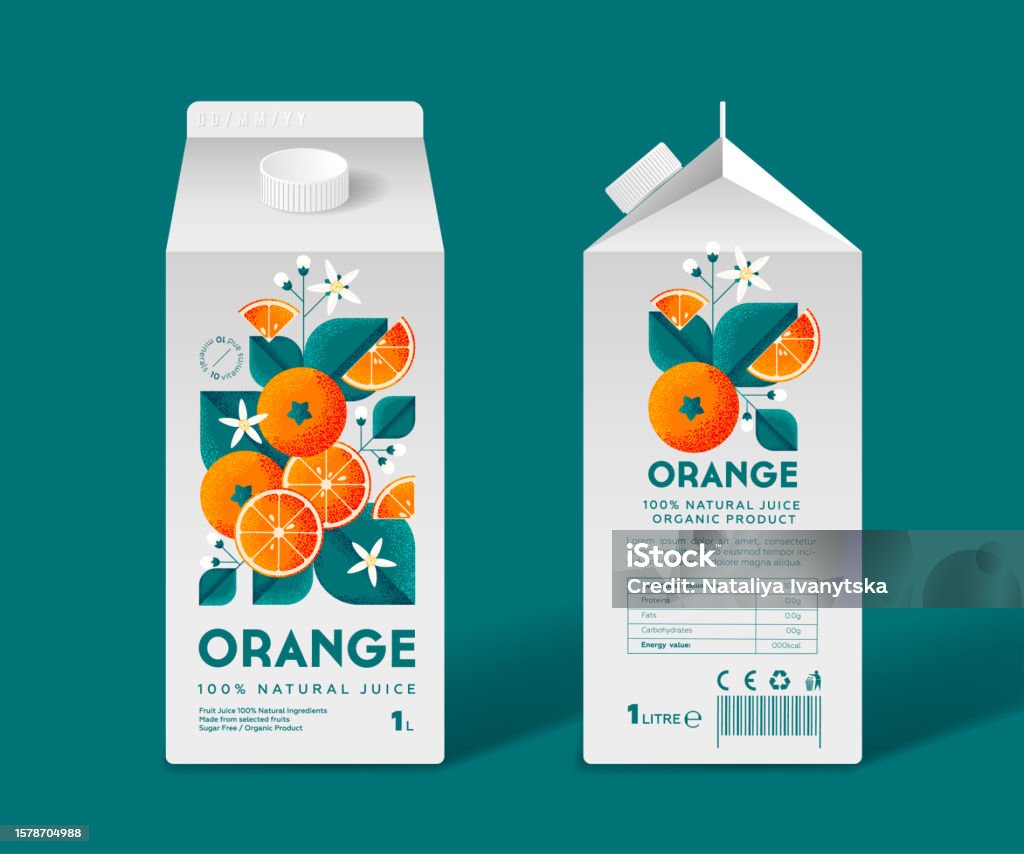 DD/MM/YY
minerals
and 10
10 vitamins
ORANGE
100% NATURAL JUICE
Fruit Juice 100% Natural Ingredients
Made from selected fruits
Sugar Free / Organic Product
1L
ORANGE
100% NATURAL JUICE
ORGANIC PRODUCT
Lorem ipsum dolor sit amet, consectetur
eiusmod tempor inci-
dolore magna aliqua.
Proteins 0.0g
Fats 0.0g
Carbohydrates 00g
Energy value: 000kcal
CE
1 LITRE e
iStock
Credit: Nataliya Ivanytska
1578704988